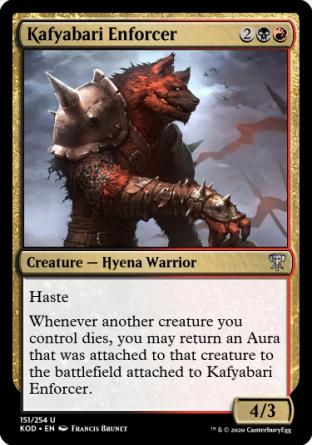 Kafyabari Enforcer 2
Creature — Hyena Warrior
Haste
Whenever another creature you
control dies, you may return an Aura
that was attached to that creature to
the battlefield attached to Kafyabari
Enforcer.
4/3
151/254 U
KOD • EN Francis Brunet
™ & © 2020 CanterburyEgg